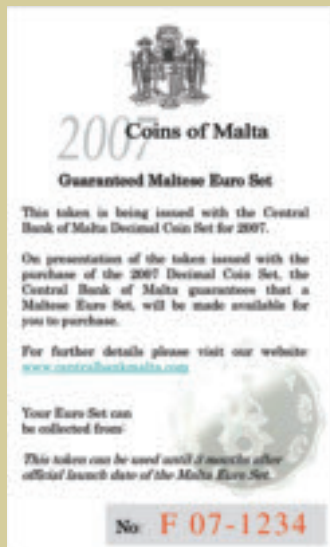 2007
Coins of Malta
Guaranteed Maltese Euro Set
This token is being issued with the Central
Bank of Malta Decimal Coin Set for 2007.
On presentation of the token issued with the
purchase of the 2007 Decimal Coin Set, the
Central Bank of Malta guarantees that a
Maltese Euro Set, will be made available for
you to purchase.
For further details please visit our website:
www.centralbankmalta.com
Your Euro Set can
be collected from:
This token can be used until 3 months after
official launch date of the Malta Euro Set.
No: F 07-1234